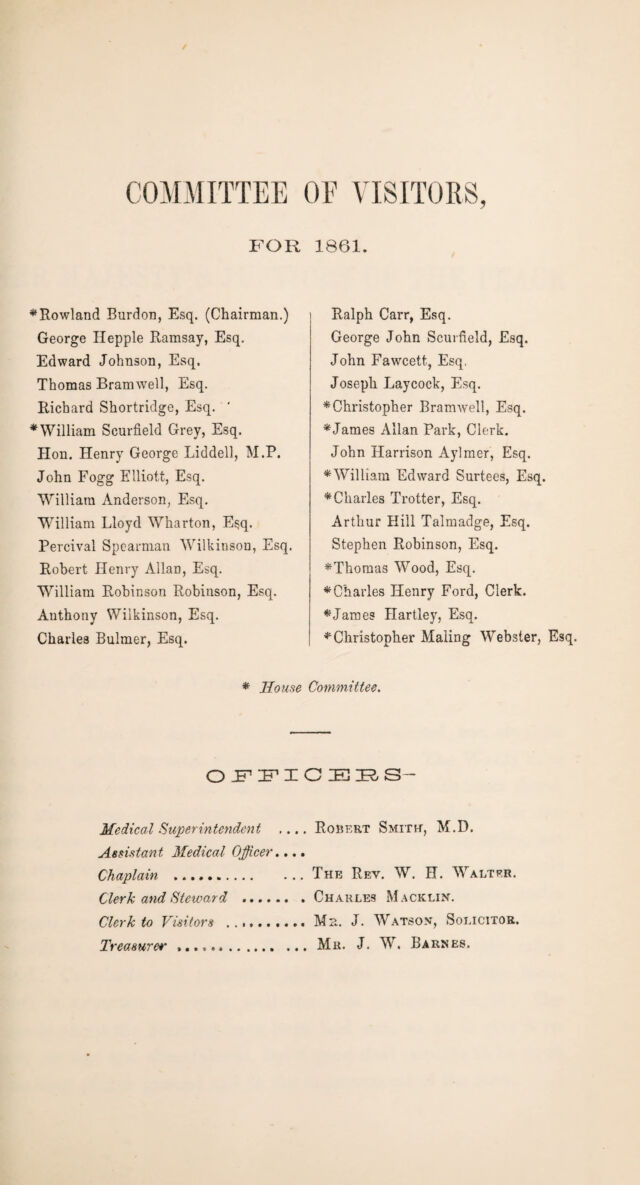 COMMITTEE OF VISITORS,
FOR 1861.
*Rowland Burdon, Esq. (Chairman.)
George Hepple Ramsay, Esq.
Edward Johnson, Esq.
Thomas Bramwell, Esq.
Richard Shortridge, Esq.
*William Scurfield Grey, Esq.
Hon. Henry George Liddell, M.P.
John Fogg Elliott, Esq.
William Anderson, Esq.
William Lloyd Wharton, Esq.
Percival Spearman Wilkinson, Esq.
Robert Henry Allan, Esq.
William Robinson Robinson, Esq.
Anthony Wilkinson, Esq.
Charles Bulmer, Esq.
Ralph Carr, Esq.
George John Scurfield, Esq.
John Fawcett, Esq.
Joseph Laycock, Esq.
*Christopher Bramwell, Esq.
*James Allan Park, Clerk.
John Harrison Aylmer, Esq.
*William Edward Surtees, Esq.
*Charles Trotter, Esq.
Arthur Hill Talmadge, Esq.
Stephen Robinson, Esq.
*Thomas Wood, Esq.
*Charles Henry Ford, Clerk.
*James Hartley, Esq.
*Christopher Maling Webster, Esq.
* House Committee.
OFFICERS-
Medical Superintendent .... ROBERT SMITH, M.D.
Assistant Medical Officer....
Chaplain .......... ... THE REV. W. H. WALTER.
Clerk and Steward ...... . CHARLES MACKLIN.
Clerk to Visitors .......... MR. J. WATSON, SOLICITOR.
Treasurer ............. ... MR. J. W. BARNES.